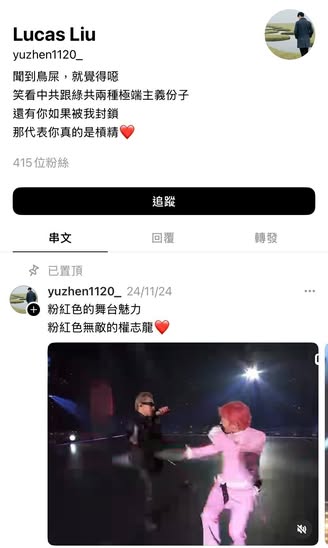 Lucas Liu
yuzhen1120_
聞到鳥屎，就覺得噁
笑看中共跟綠共兩種極端主義份子
還有你如果被我封鎖
那代表你真的是槓精❤️
415位粉絲
追蹤
串文 回覆 轉發
已置頂
yuzhen1120_ 24/11/24
粉紅色的舞台魅力
粉紅色無敵的權志龍❤️